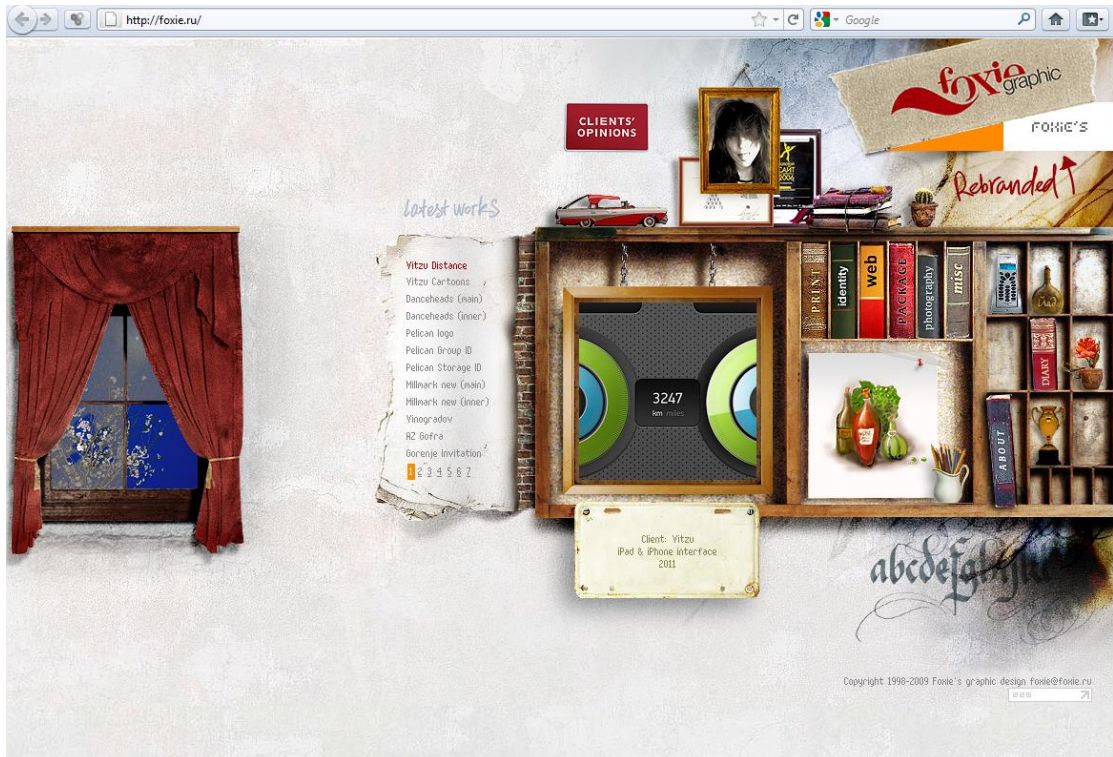 http://foxie.ru/
Google
foxie
graphic
CLIENTS'
OPINIONS
FOXIE'S
Rebranded
latest works
Yitzu Distance
Yitzu Cartoons
Danceheads (main)
Danceheads (inner)
Pelican logo
Pelican Group ID
Pelican Storage ID
Millmark new (main)
Millmark new (inner)
Vinogradov
AZ Gofra
Gorenje Invitation
1 2 3 4 5 6 7
3247
km miles
PRINT
identity
web
PACKAGE
photography
misc
DIARY
ABOUT
Client: Yitzu
iPad & iPhone interface
2011
Copyright 1998-2009 Foxie's graphic design foxie@foxie.ru